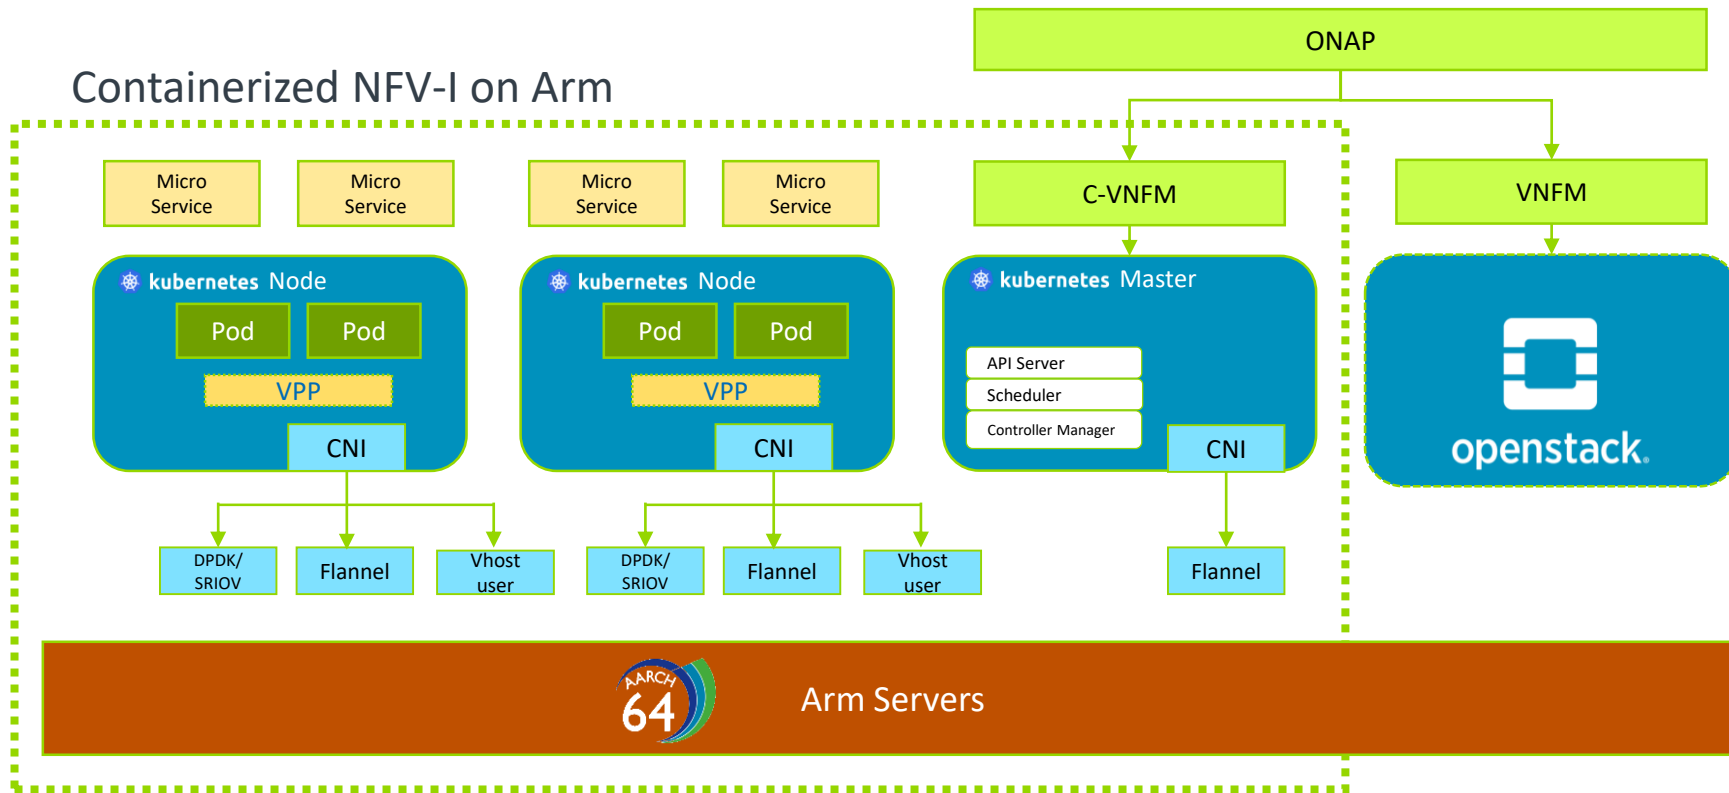 ONAP
Containerized NFV-I on Arm
Micro
Service
Micro
Service
Micro
Service
Micro
Service
C-VNFM
VNFM
kubernetes Node
kubernetes Node
kubernetes Master
Pod
Pod
Pod
Pod
VPP
VPP
API Server
Scheduler
Controller Manager
CNI
CNI
CNI
openstack.
DPDK/
SRIOV
Flannel
Vhost
user
DPDK/
SRIOV
Flannel
Vhost
user
Flannel
AARCH
64
Arm Servers